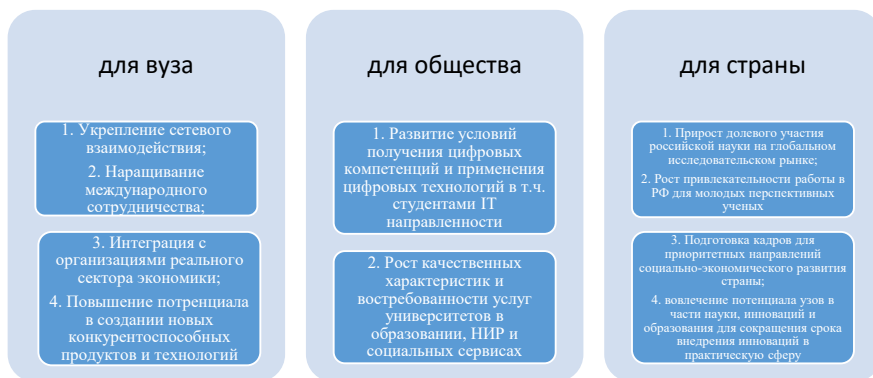 для вуза
1. Укрепление сетевого
взаимодействия;
2. Наращивание
международного
сотрудничества;
3. Интеграция с
организациями реального
сектора экономики;
4. Повышение потренциала
в создании новых
конкурентоспособных
продуктов и технологий
для общества
1. Развитие условий
получения цифровых
компетенций и применения
цифровых технологий в т.ч.
студентами IT
направленности
2. Рост качественных
характеристик и
востребованности услуг
университетов в
образовании, НИР и
социальных сервисах
для страны
1. Прирост долевого участия
российской науки на глобальном
исследовательском рынке;
2. Рост привлекательности работы в
РФ для молодых перспективных
ученых
3. Подготовка кадров для
приоритетных направлений
социально-экономического развития
страны;
4. вовлечение потенциала узов в
части науки, инноваций и
образования для сокращения срока
внедрения инноваций в
практическую сферу